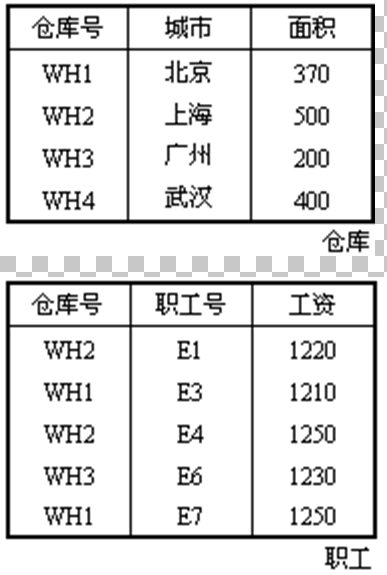 仓库号 城市 面积
WH1 北京 370
WH2 上海 500
WH3 广州 200
WH4 武汉 400
仓库
仓库号 职工号 工资
WH2 E1 1220
WH1 E3 1210
WH2 E4 1250
WH3 E6 1230
WH1 E7 1250
职工